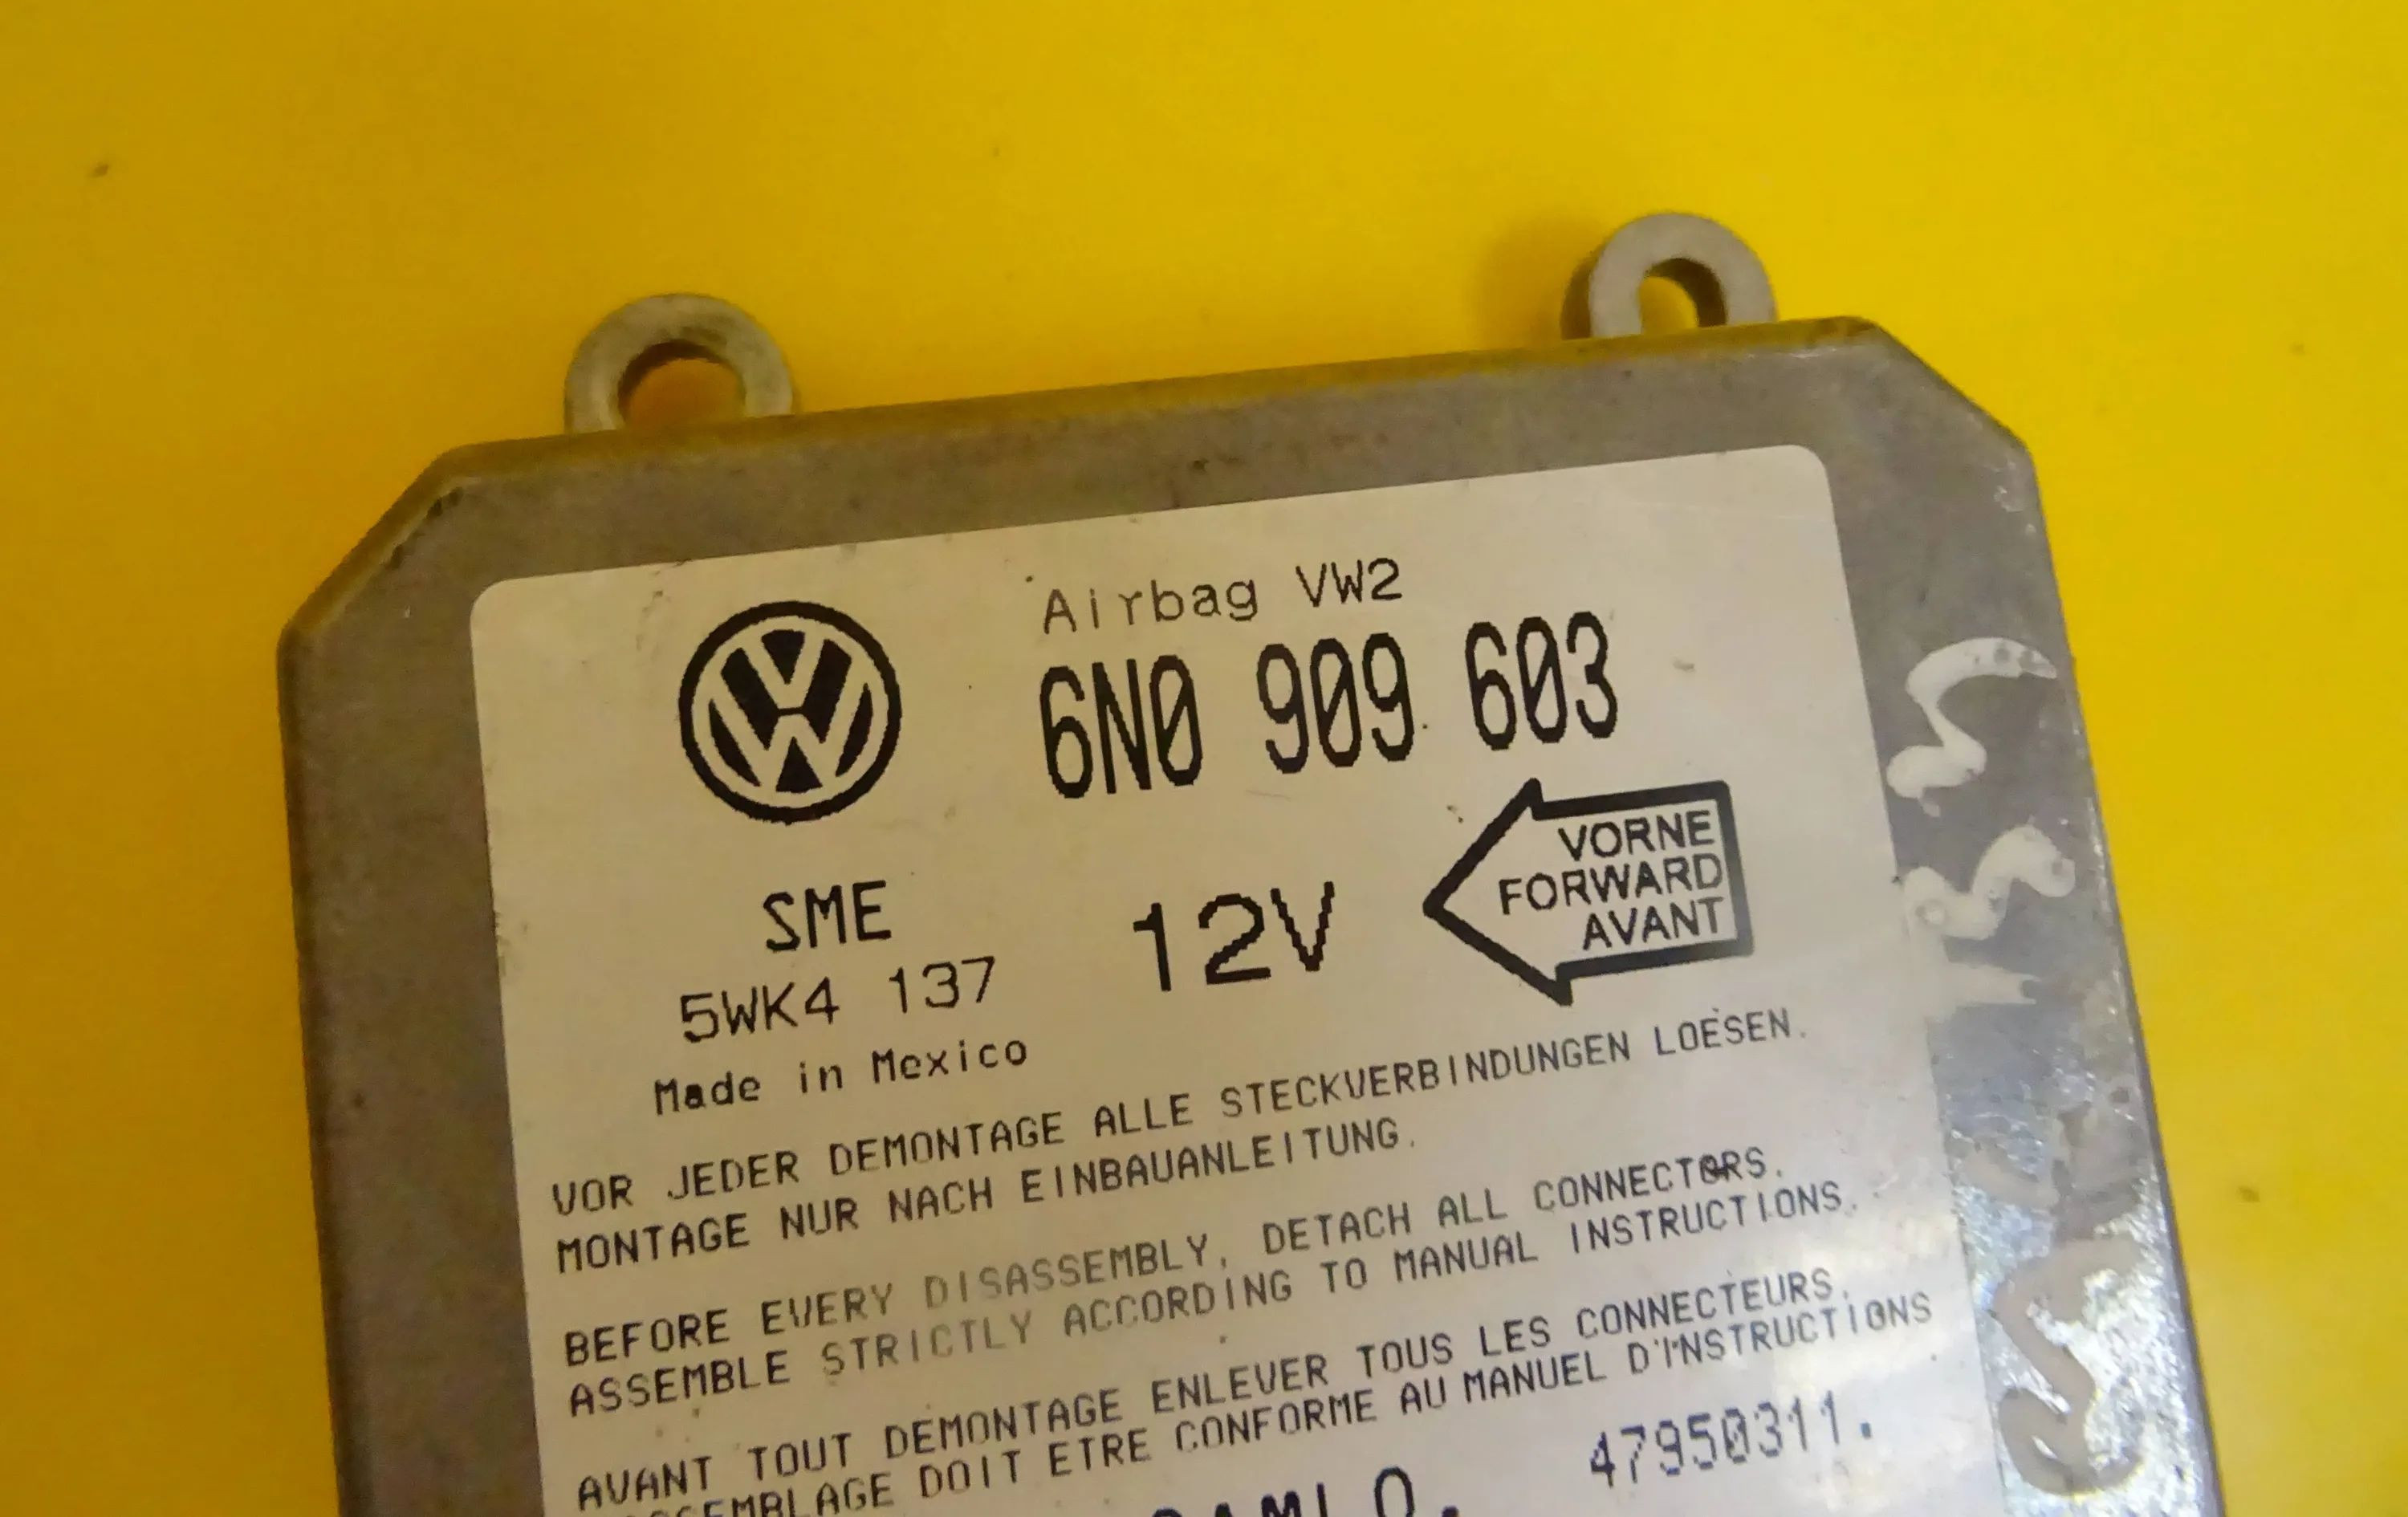 Airbag VW2
6N0 909 603
VORNE
FORWARD
AVANT
SME
12V
5WK4 137
Made in Mexico
VOR JEDER DEMONTAGE ALLE STECKVERBINDUNGEN LOESEN.
MONTAGE NUR NACH EINBAUANLEITUNG.
BEFORE EVERY DISASSEMBLY, DETACH ALL CONNECTORS.
ASSEMBLE STRICTLY ACCORDING TO MANUAL INSTRUCTIONS.
AVANT TOUT DEMONTAGE ENLEVER TOUS LES CONNECTEURS.
DOIT ETRE CONFORME AU MANUEL D'INSTRUCTIONS
47950311.